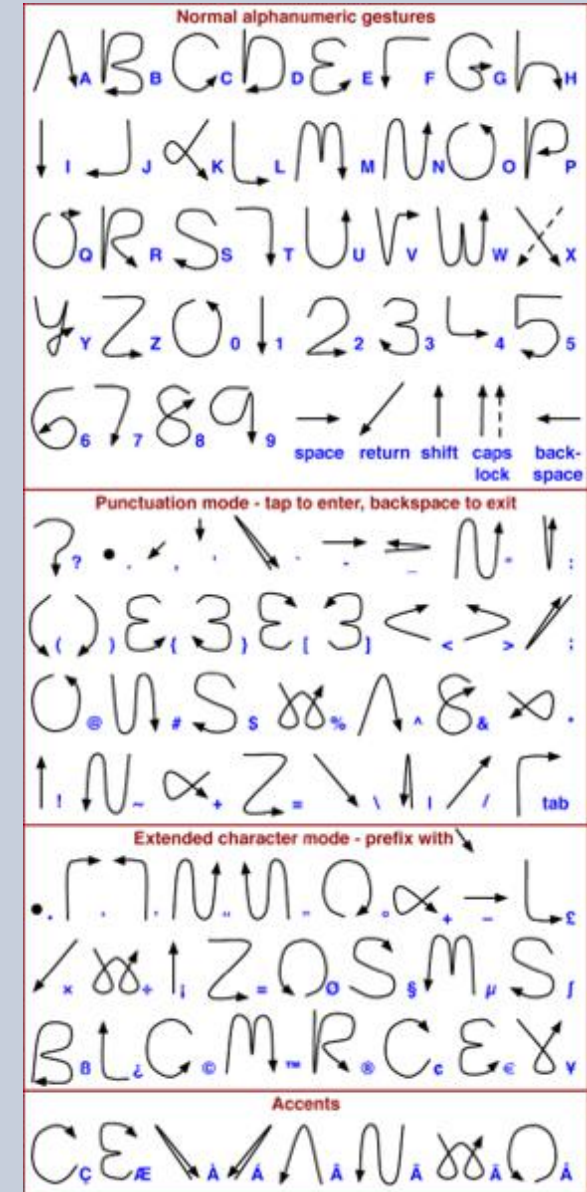 Normal alphanumeric gestures
A B C D E F G H
I J K L M N O P
Q R S T U V W X
Y Z 0 1 2 3 4 5
6 7 8 9 space return shift caps lock back-space
Punctuation mode - tap to enter, backspace to exit
? . , ' ` - _ " :
( ) { } [ ] < > ;
@ # $ % ^ & *
! ~ + = \ | / tab
Extended character mode - prefix with
+ – £
× ÷ ¡ = Ø § µ ∫
ß ¿ © ™ ® ¢ € ¥
Accents
Ç Æ À Á Â Ã Ä Å